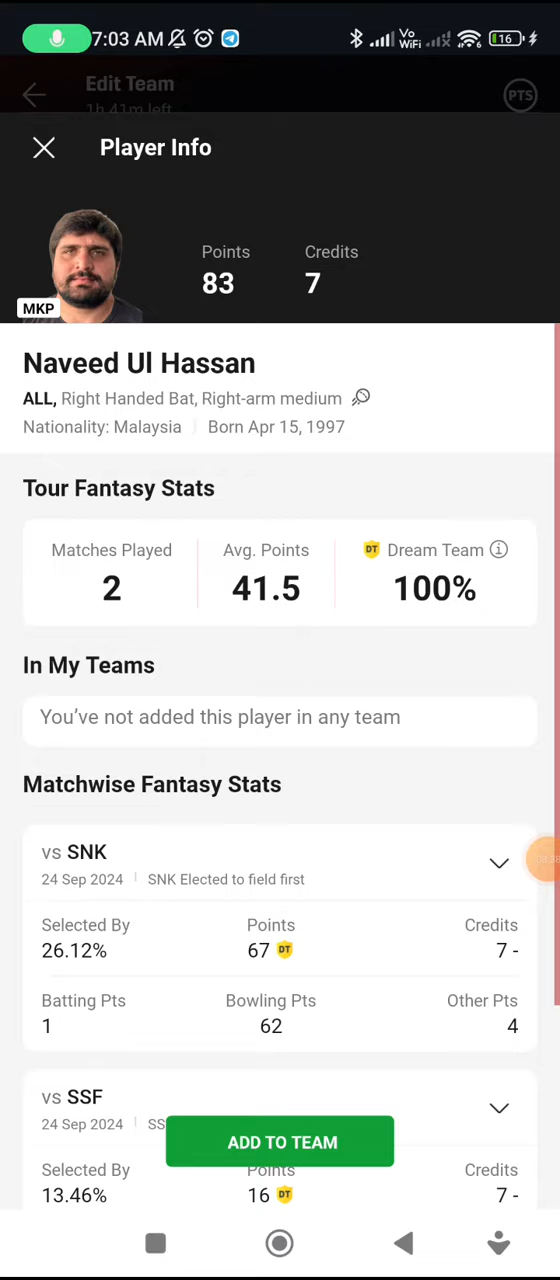 7:03 AM
Vo
WiFi
6
16
Edit Team
1h 41m left
PTS
Player Info
Points
Credits
83
7
MKP
Naveed Ul Hassan
ALL, Right Handed Bat, Right-arm medium
Nationality: Malaysia Born Apr 15, 1997
Tour Fantasy Stats
Matches Played
Avg. Points
DT Dream Team
2
41.5
100%
In My Teams
You’ve not added this player in any team
Matchwise Fantasy Stats
vs SNK
24 Sep 2024 SNK Elected to field first
Selected By
Points
Credits
26.12%
67 DT
7 -
Batting Pts
Bowling Pts
Other Pts
1
62
4
vs SSF
24 Sep 2024 SS
ADD TO TEAM
Selected By
Points
Credits
13.46%
16 DT
7 -